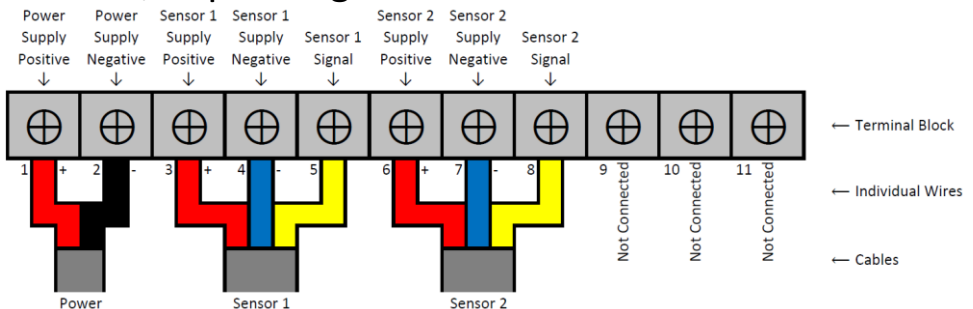 Power Supply Positive ↓
Power Supply Negative ↓
Sensor 1 Supply Positive ↓
Sensor 1 Supply Negative ↓
Sensor 1 Signal ↓
Sensor 2 Supply Positive ↓
Sensor 2 Supply Negative ↓
Sensor 2 Signal ↓
← Terminal Block
1 + 2 - 3 + 4 - 5 6 + 7 - 8 9 10 11
Not Connected
Not Connected
Not Connected
← Individual Wires
← Cables
Power
Sensor 1
Sensor 2